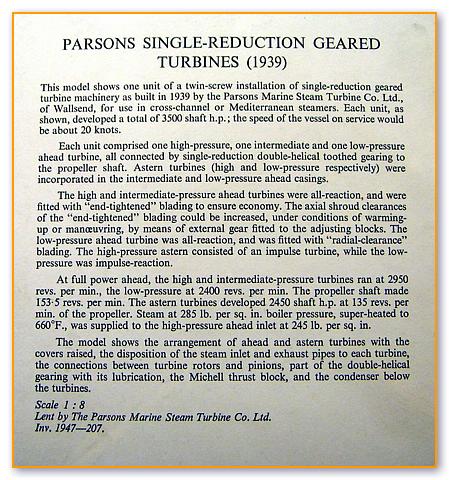 PARSONS SINGLE-REDUCTION GEARED
TURBINES (1939)
This model shows one unit of a twin-screw installation of single-reduction geared
turbine machinery as built in 1939 by the Parsons Marine Steam Turbine Co. Ltd.,
of Wallsend, for use in cross-channel or Mediteranean steamers. Each unit, as
shown, developed a total of 3500 shaft h.p.; the speed of the vessel on service would
be about 20 knots.
Each unit comprised one high-pressure, one intermediate and one low-pressure
ahead turbine, all connected by single-reduction double-helical toothed gearing to
the propeller shaft. Astern turbines (high and low-pressure respectively) were
incorporated in the intermediate and low-pressure ahead casings.
The high and intermediate-pressure ahead turbines were all-reaction, and were
fitted with "end-tightened" blading to ensure economy. The axial shroud clearances
of the "end-tightened" blading could be increased, under conditions of warming-
up or manœuvring, by means of external gear fitted to the adjusting blocks. The
low-pressure ahead turbine was all-reaction, and was fitted with "radial-clearance"
blading. The high-pressure astern consisted of an impulse turbine, while the low-
pressure was impulse-reaction.
At full power ahead, the high and intermediate-pressure turbines ran at 2950
revs. per min., the low-pressure at 2400 revs. per min. The propeller shaft made
153·5 revs. per min. The astern turbines developed 2450 shaft h.p. at 135 revs. per
min. of the propeller. Steam at 285 lb. per sq. in. boiler pressure, super-heated to
660°F., was supplied to the high-pressure ahead inlet at 245 lb. per sq. in.
The model shows the arrangement of ahead and astern turbines with the
covers raised, the disposition of the steam inlet and exhaust pipes to each turbine,
the connections between turbine rotors and pinions, part of the double-helical
gearing with its lubrication, the Michell thrust block, and the condenser below
the turbines.
Scale 1 : 8
Lent by The Parsons Marine Steam Turbine Co. Ltd.
Inv. 1947—207.